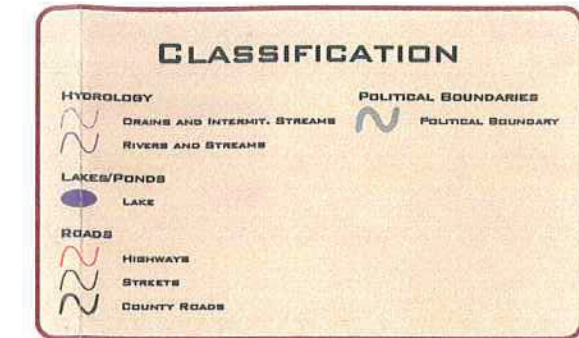 CLASSIFICATION
HYDROLOGY
DRAINS AND INTERMIT. STREAMS
RIVERS AND STREAMS
LAKES/PONDS
LAKE
ROADS
HIGHWAYS
STREETS
COUNTY ROADS
POLITICAL BOUNDARIES
POLITICAL BOUNDARY